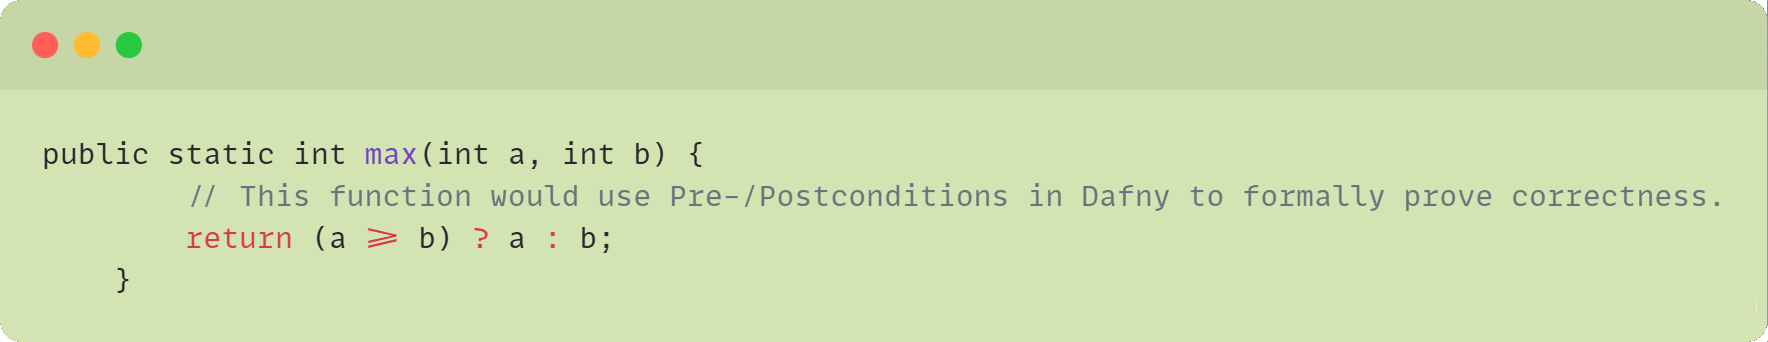 public static int max(int a, int b) {
// This function would use Pre-/Postconditions in Dafny to formally prove correctness.
return (a >= b) ? a : b;
}